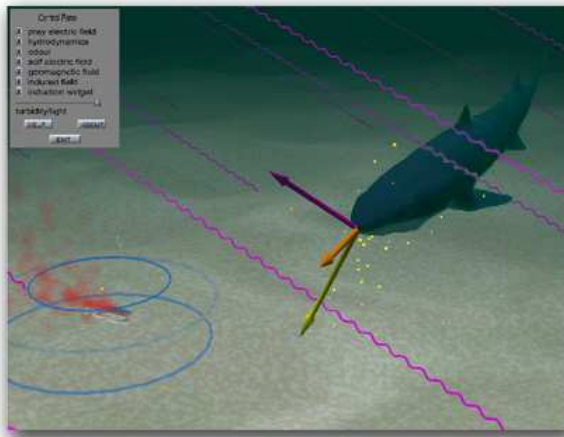 Control Panel
prey electric field
hydrodynamics
odour
self electric field
geomagnetic field
induced field
induction widget
turbidity/light
EXIT